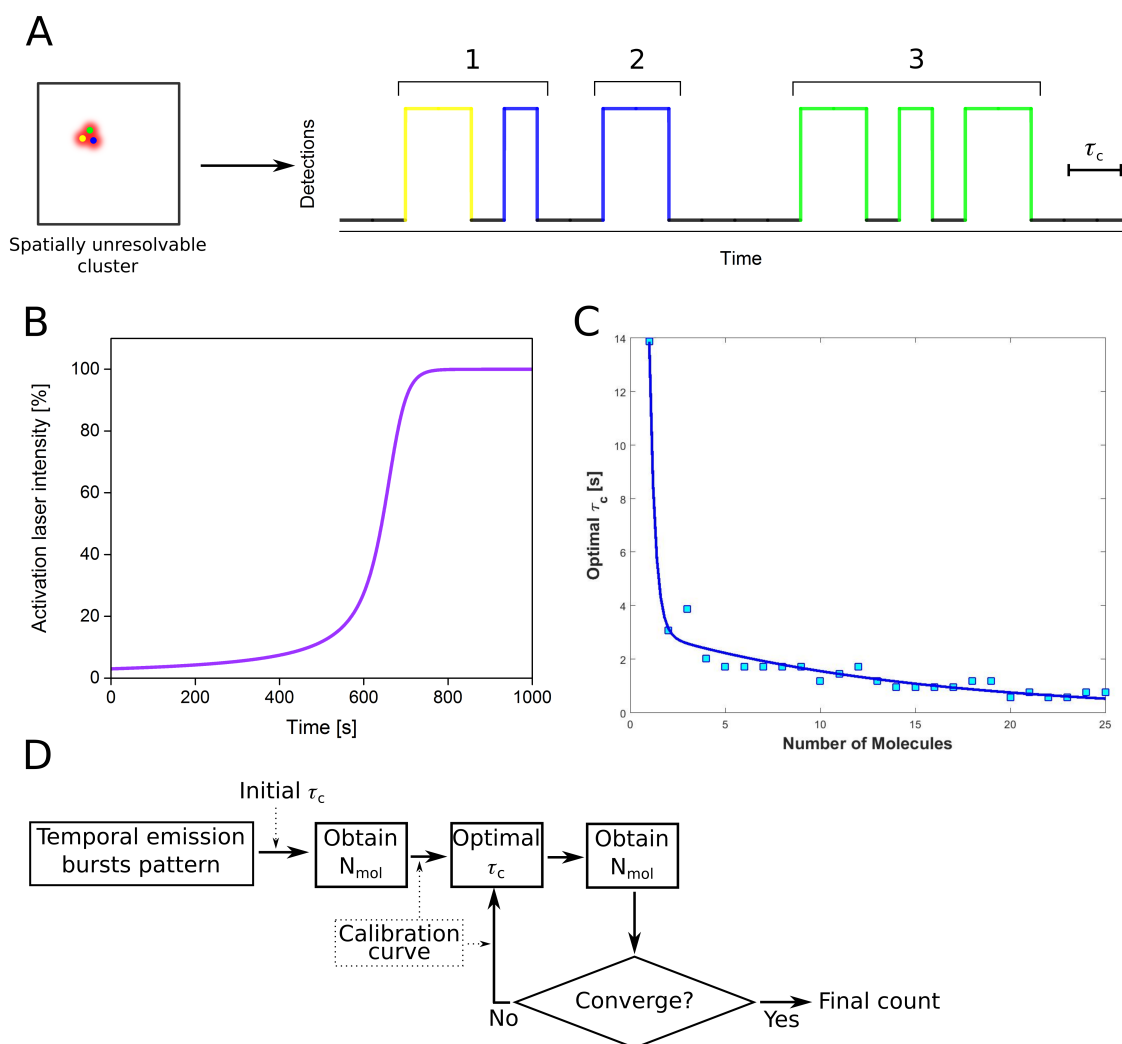 A
1
2
3
Detections
τc
Spatially unresolvable
cluster
Time
B
Activation laser intensity [%]
100
80
60
40
20
0
0
200
400
600
800
1000
Time [s]
C
Optimal τc [s]
14
12
10
8
6
4
2
0
0
5
10
15
20
25
Number of Molecules
D
Initial τc
Temporal emission
bursts pattern
Obtain
Nmol
Optimal
τc
Obtain
Nmol
Calibration
curve
Converge?
No
Yes
Final count